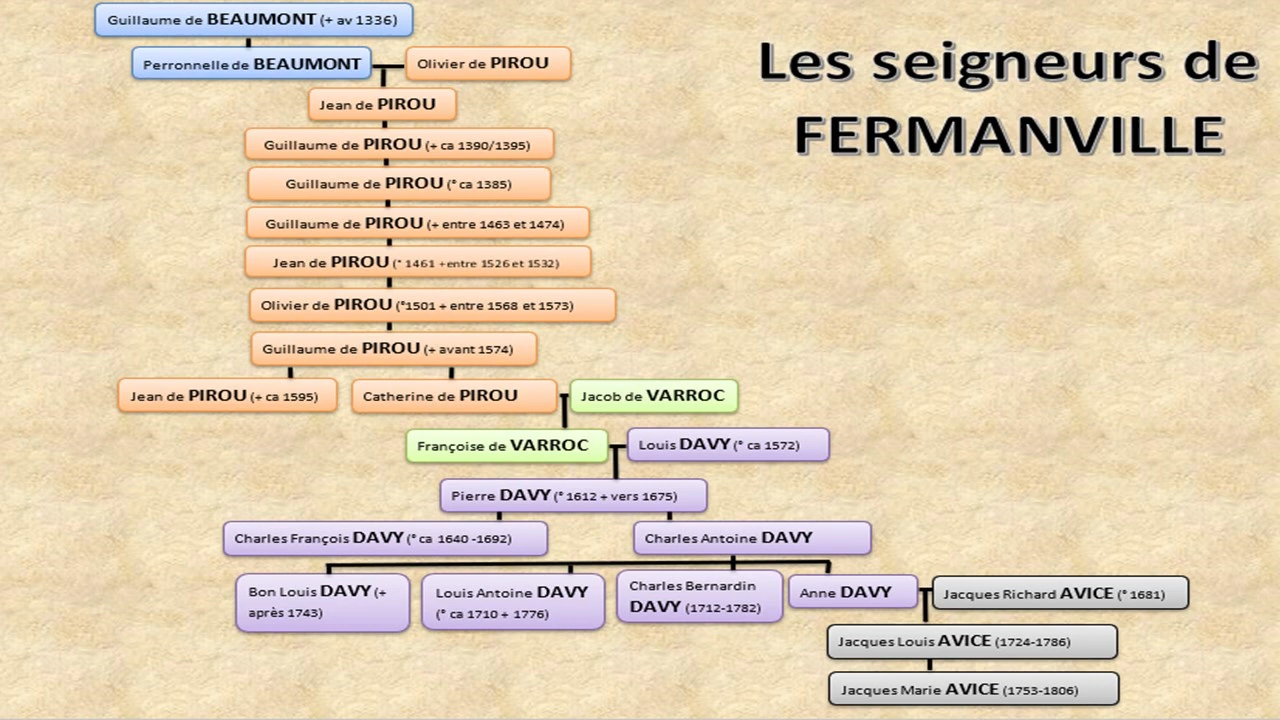 Les seigneurs de
FERMANVILLE
Guillaume de BEAUMONT (+ av 1336)
Perronnelle de BEAUMONT
Olivier de PIROU
Jean de PIROU
Guillaume de PIROU (+ ca 1390/1395)
Guillaume de PIROU (° ca 1385)
Guillaume de PIROU (+ entre 1463 et 1474)
Jean de PIROU (° 1461 +entre 1526 et 1532)
Olivier de PIROU (°1501 + entre 1568 et 1573)
Guillaume de PIROU (+ avant 1574)
Jean de PIROU (+ ca 1595)
Catherine de PIROU
Jacob de VARROC
Françoise de VARROC
Louis DAVY (° ca 1572)
Pierre DAVY (° 1612 + vers 1675)
Charles François DAVY (° ca 1640 -1692)
Charles Antoine DAVY
Bon Louis DAVY (+
après 1743)
Louis Antoine DAVY
(° ca 1710 + 1776)
Charles Bernardin
DAVY (1712-1782)
Anne DAVY
Jacques Richard AVICE (° 1681)
Jacques Louis AVICE (1724-1786)
Jacques Marie AVICE (1753-1806)